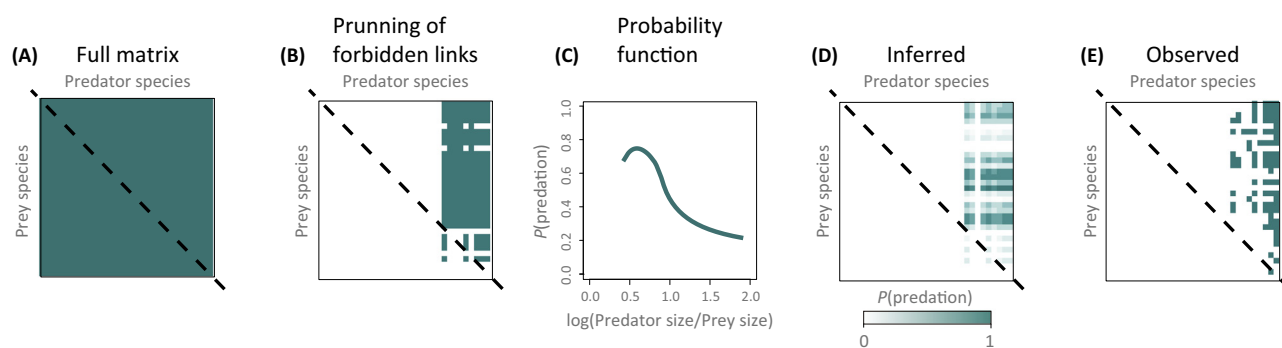 (A) Full matrix
Predator species
Prey species
(B) Prunning of
forbidden links
Predator species
Prey species
(C) Probability
function
P(predation)
1.0
0.8
0.6
0.4
0.2
0.0
0.0 0.5 1.0 1.5 2.0
log(Predator size/Prey size)
(D) Inferred
Predator species
Prey species
P(predation)
0 1
(E) Observed
Predator species
Prey species